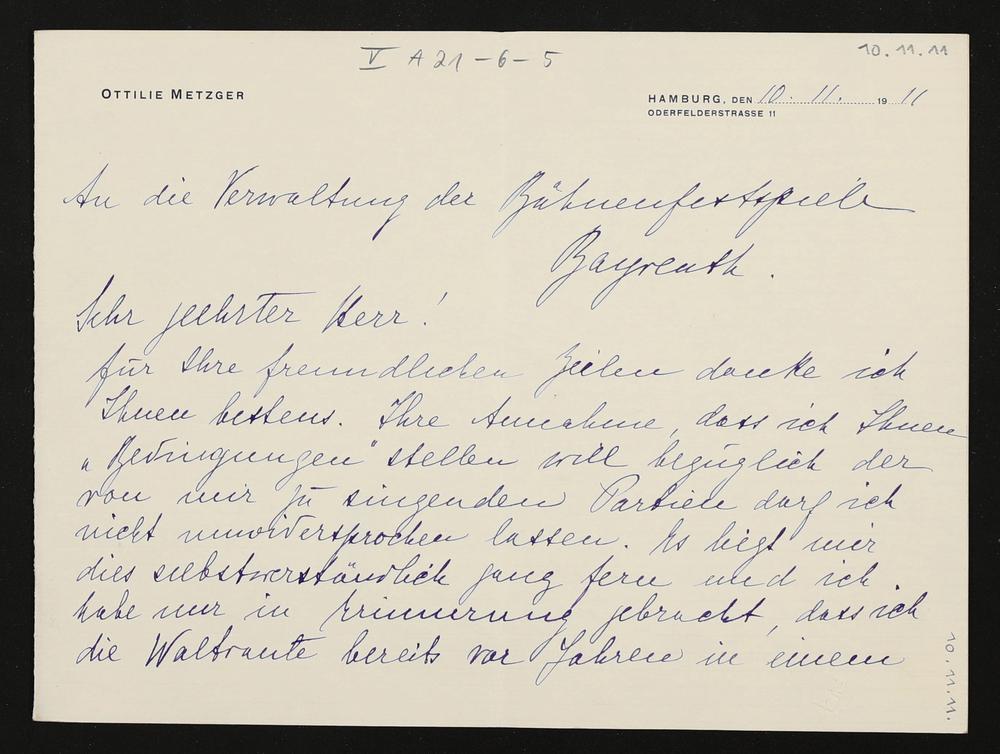 V A 21-6-5
10.11.11
OTTILIE METZGER
HAMBURG, DEN 10. 11. 1911
ODERFELDERSTRASSE 11
An die Verwaltung der Bühnenfestspiele
Bayreuth.
Sehr geehrter Herr!
für Ihre freundlichen Zeilen danke ich
Ihnen bestens. Ihre Annahme, dass ich Ihnen
„Bedingungen" stellen will bezüglich der
von mir zu singenden Partien darf ich
nicht unwidersprochen lassen. Es liegt mir
dies selbstverständlich ganz fern und ich
habe nur in Erinnerung gebracht, dass ich
die Waltraute bereits vor Jahren in einem
10.11.11.